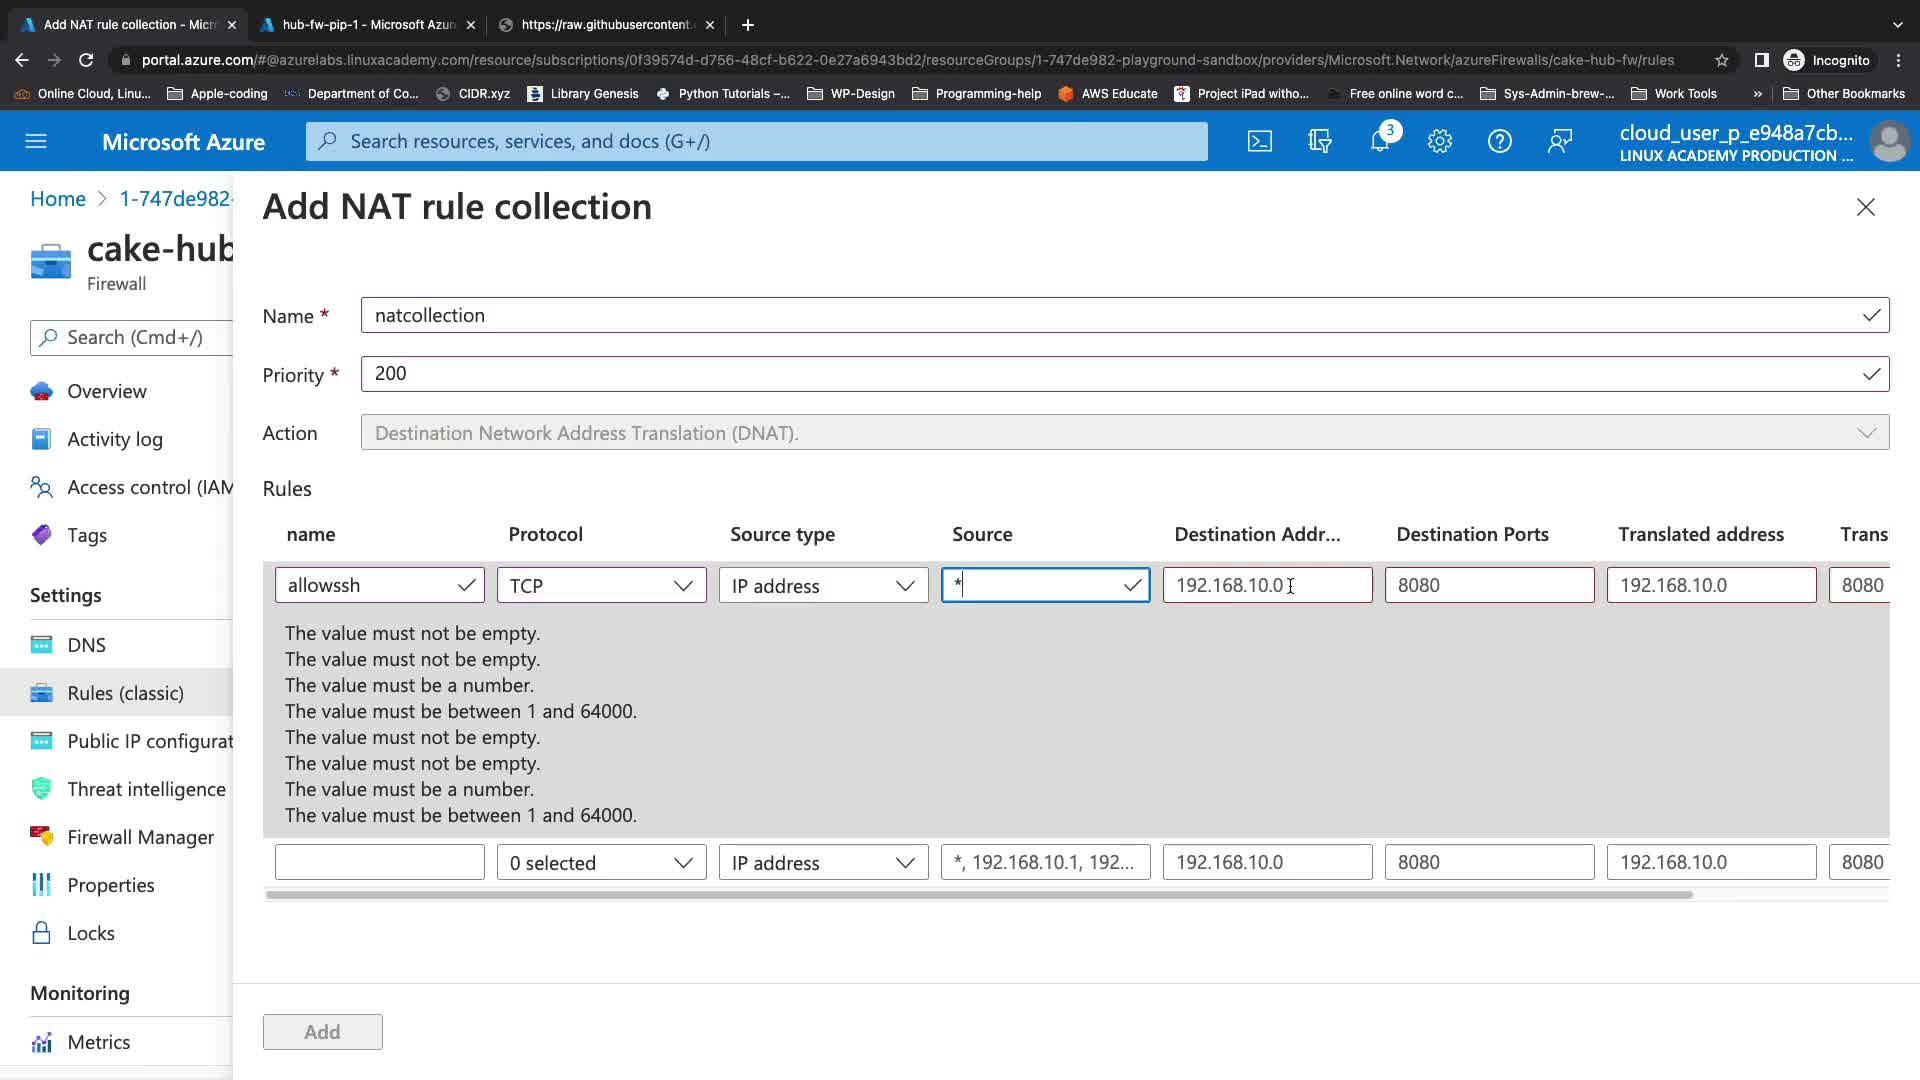 Add NAT rule collection - Micr
hub-fw-pip-1 - Microsoft Azur
https://raw.githubusercontent.
portal.azure.com/#@azurelabs.linuxacademy.com/resource/subscriptions/0f39574d-d756-48cf-b622-0e27a6943bd2/resourceGroups/1-747de982-playground-sandbox/providers/Microsoft.Network/azureFirewalls/cake-hub-fw/rules
Incognito
Online Cloud, Linu...
Apple-coding
Department of Co...
CIDR.xyz
Library Genesis
Python Tutorials –...
WP-Design
Programming-help
AWS Educate
Project iPad witho...
Free online word c...
Sys-Admin-brew-...
Work Tools
»
Other Bookmarks
Microsoft Azure
Search resources, services, and docs (G+/)
3
cloud_user_p_e948a7cb...
LINUX ACADEMY PRODUCTION ...
Home > 1-747de982-
cake-hub
Firewall
Search (Cmd+/)
Overview
Activity log
Access control (IAM
Tags
Settings
DNS
Rules (classic)
Public IP configurat
Threat intelligence
Firewall Manager
Properties
Locks
Monitoring
Metrics
Add NAT rule collection
Name *
natcollection
Priority *
200
Action
Destination Network Address Translation (DNAT).
Rules
name Protocol Source type Source Destination Addr... Destination Ports Translated address Trans
allowssh TCP IP address * 192.168.10.0 8080 192.168.10.0 8080
The value must not be empty.
The value must not be empty.
The value must be a number.
The value must be between 1 and 64000.
The value must not be empty.
The value must not be empty.
The value must be a number.
The value must be between 1 and 64000.
0 selected IP address *, 192.168.10.1, 192... 192.168.10.0 8080 192.168.10.0 8080
Add